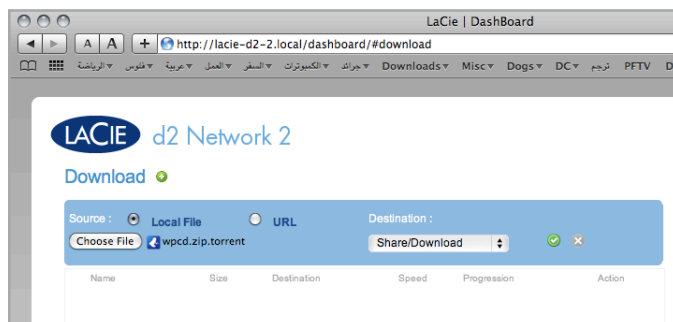 LaCie | DashBoard
A A + http://lacie-d2-2.local/dashboard/#download
فلوس ▾ الرياضة ▾ عربية ▾ العمل ▾ السفر ▾ الكمبيوترات ▾ جرائد ▾ Downloads ▾ Misc ▾ Dogs ▾ DC ▾ ترجم PFTV D
LACIE d2 Network 2
Download
Source : Local File URL Destination :
Choose File wpcd.zip.torrent Share/Download
Name Size Destination Speed Progression Action